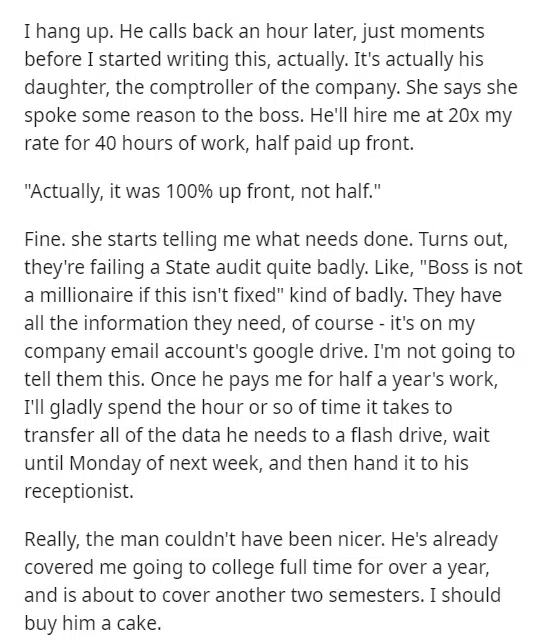 I hang up. He calls back an hour later, just moments
before I started writing this, actually. It's actually his
daughter, the comptroller of the company. She says she
spoke some reason to the boss. He'll hire me at 20x my
rate for 40 hours of work, half paid up front.
"Actually, it was 100% up front, not half."
Fine. she starts telling me what needs done. Turns out,
they're failing a State audit quite badly. Like, "Boss is not
a millionaire if this isn't fixed" kind of badly. They have
all the information they need, of course - it's on my
company email account's google drive. I'm not going to
tell them this. Once he pays me for half a year's work,
I'll gladly spend the hour or so of time it takes to
transfer all of the data he needs to a flash drive, wait
until Monday of next week, and then hand it to his
receptionist.
Really, the man couldn't have been nicer. He's already
covered me going to college full time for over a year,
and is about to cover another two semesters. I should
buy him a cake.